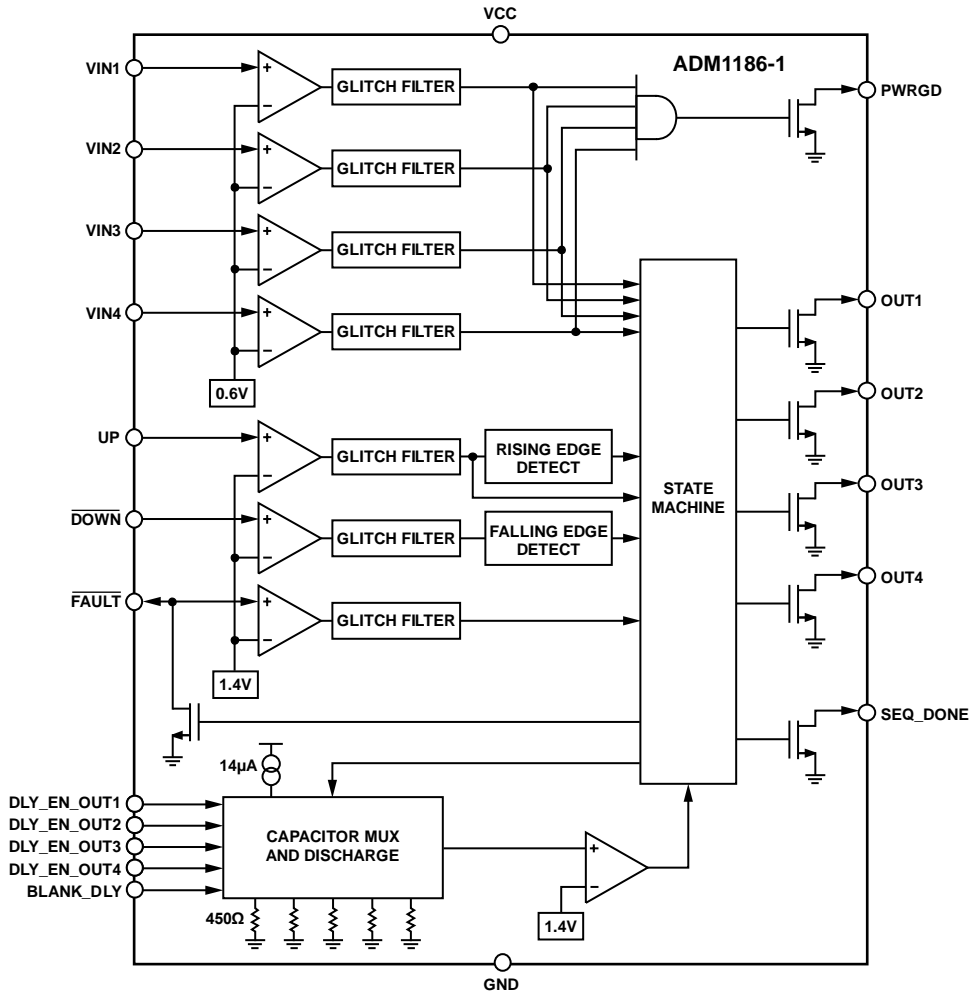 VCC
ADM1186-1
VIN1
+
−
GLITCH FILTER
PWRGD
VIN2
+
−
GLITCH FILTER
VIN3
+
−
GLITCH FILTER
VIN4
+
−
GLITCH FILTER
0.6V
OUT1
OUT2
UP
+
−
GLITCH FILTER
RISING EDGE
DETECT
STATE
MACHINE
OUT3
DOWN
+
−
GLITCH FILTER
FALLING EDGE
DETECT
OUT4
FAULT
+
−
GLITCH FILTER
1.4V
SEQ_DONE
14µA
DLY_EN_OUT1
DLY_EN_OUT2
DLY_EN_OUT3
DLY_EN_OUT4
BLANK_DLY
CAPACITOR MUX
AND DISCHARGE
+
−
450Ω
1.4V
GND